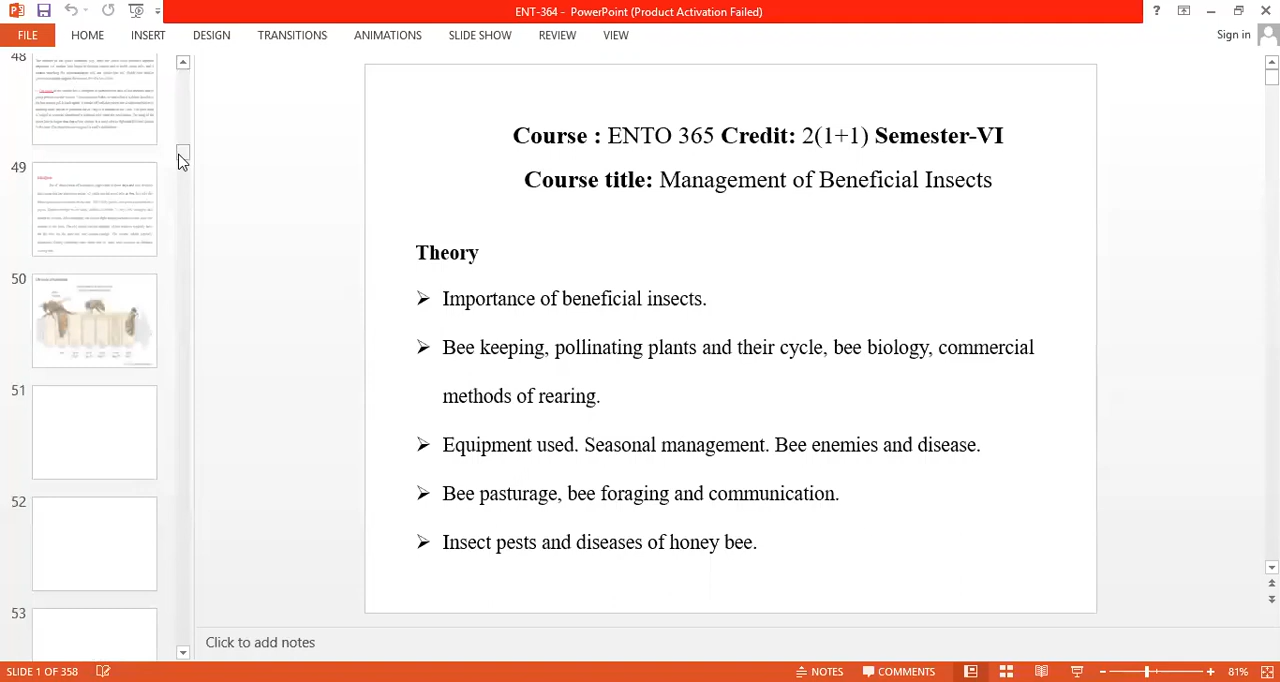 ENT-364 - PowerPoint (Product Activation Failed)
FILE HOME INSERT DESIGN TRANSITIONS ANIMATIONS SLIDE SHOW REVIEW VIEW Sign in
48
49
50
51
52
53
Course : ENTO 365 Credit: 2(1+1) Semester-VI
Course title: Management of Beneficial Insects
Theory
➢ Importance of beneficial insects.
➢ Bee keeping, pollinating plants and their cycle, bee biology, commercial
methods of rearing.
➢ Equipment used. Seasonal management. Bee enemies and disease.
➢ Bee pasturage, bee foraging and communication.
➢ Insect pests and diseases of honey bee.
Click to add notes
SLIDE 1 OF 358 NOTES COMMENTS 81%